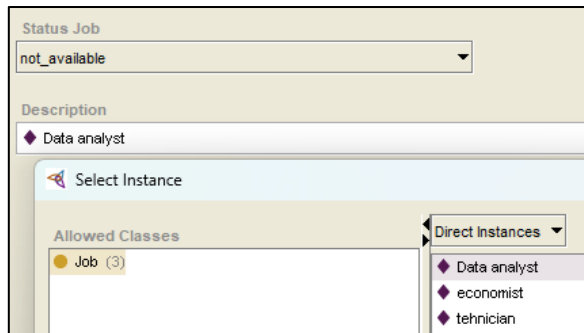 Status Job
not_available
Description
Data analyst
Select Instance
Allowed Classes
Job (3)
Direct Instances
Data analyst
economist
tehnician